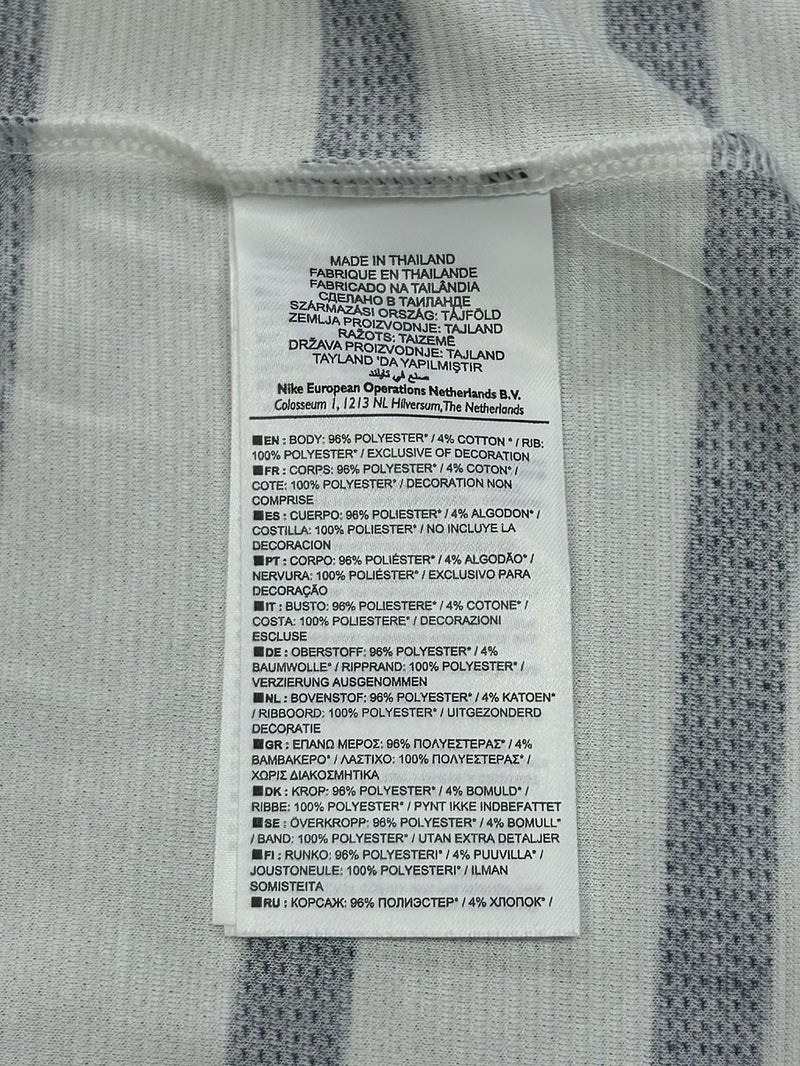 MADE IN THAILAND
FABRIQUE EN THAILANDE
FABRICADO NA TAILÂNDIA
СДЕЛАНО В ТАИЛАНДЕ
SZÁRMAZÁSI ORSZÁG: TÁJFÖLD
ZEMLJA PROIZVODNJE: TAJLAND
RAŽOTS: TAIZEMĒ
DRŽAVA PROIZVODNJE: TAJLAND
TAYLAND 'DA YAPILMIŞTIR
صنع في تايلند
Nike European Operations Netherlands B.V.
Colosseum 1, 1213 NL Hilversum, The Netherlands
■EN : BODY: 96% POLYESTER* / 4% COTTON * / RIB:
100% POLYESTER* / EXCLUSIVE OF DECORATION
■FR : CORPS: 96% POLYESTER* / 4% COTON* /
COTE: 100% POLYESTER* / DECORATION NON
COMPRISE
■ES : CUERPO: 96% POLIESTER* / 4% ALGODON* /
COSTILLA: 100% POLIESTER* / NO INCLUYE LA
DECORACION
■PT : CORPO: 96% POLIÉSTER* / 4% ALGODÃO* /
NERVURA: 100% POLIÉSTER* / EXCLUSIVO PARA
DECORAÇÃO
■IT : BUSTO: 96% POLIESTERE* / 4% COTONE* /
COSTA: 100% POLIESTERE* / DECORAZIONI
ESCLUSE
■DE : OBERSTOFF: 96% POLYESTER* / 4%
BAUMWOLLE* / RIPPRAND: 100% POLYESTER* /
VERZIERUNG AUSGENOMMEN
■NL : BOVENSTOF: 96% POLYESTER* / 4% KATOEN*
/ RIBBOORD: 100% POLYESTER* / UITGEZONDERD
DECORATIE
■GR : ΕΠΑΝΩ ΜΕΡΟΣ: 96% ΠΟΛΥΕΣΤΕΡΑΣ* / 4%
ΒΑΜΒΑΚΕΡΟ* / ΛΑΣΤΙΧΟ: 100% ΠΟΛΥΕΣΤΕΡΑΣ* /
ΧΩΡΙΣ ΔΙΑΚΟΣΜΗΤΙΚΑ
■DK : KROP: 96% POLYESTER* / 4% BOMULD* /
RIBBE: 100% POLYESTER* / PYNT IKKE INDBEFATTET
■SE : ÖVERKROPP: 96% POLYESTER* / 4% BOMULL*
/ BAND: 100% POLYESTER* / UTAN EXTRA DETALJER
■FI : RUNKO: 96% POLYESTERI* / 4% PUUVILLA* /
JOUSTONEULE: 100% POLYESTERI* / ILMAN
SOMISTEITA
■RU : КОРСАЖ: 96% ПОЛИЭСТЕР* / 4% ХЛОПОК* /